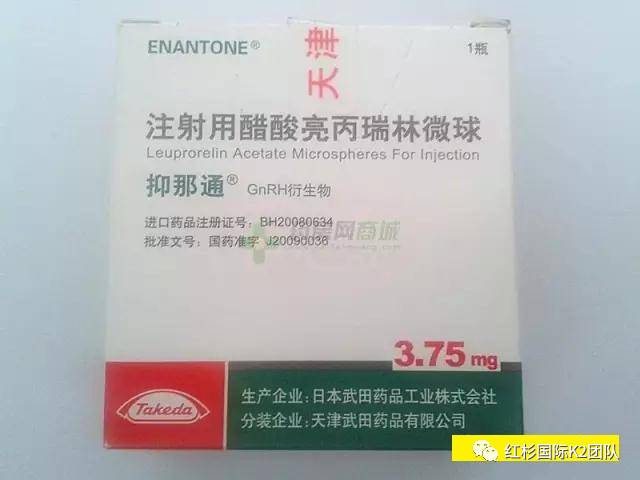 ENANTONE®
1瓶
天津
注射用醋酸亮丙瑞林微球
Leuprorelin Acetate Microspheres For Injection
抑那通® GnRH衍生物
进口药品注册证号：BH20080634
批准文号：国药准字 J20090036
商城
3.75mg
Takeda
生产企业：日本武田药品工业株式会社
分装企业：天津武田药品有限公司
红杉国际K2团队